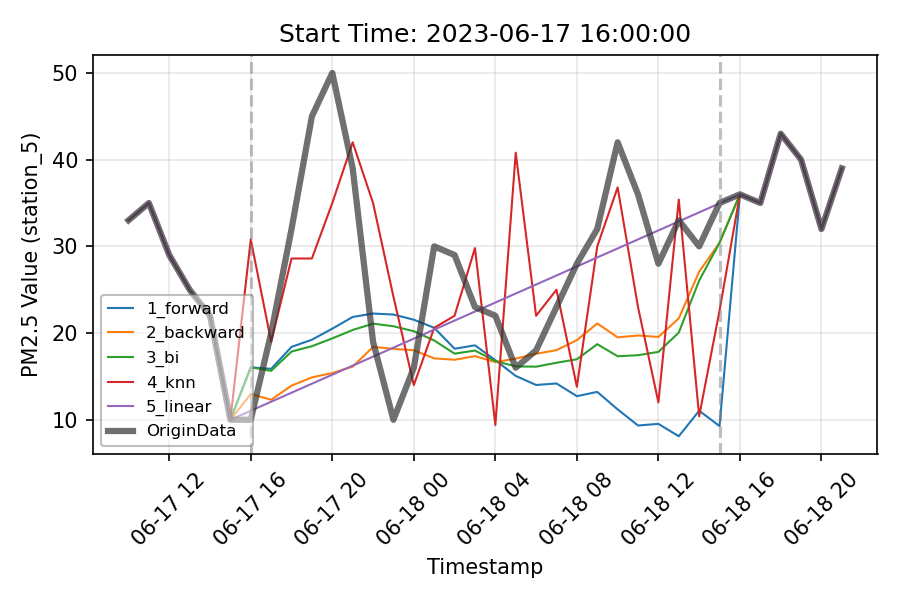 Start Time: 2023-06-17 16:00:00
PM2.5 Value (station_5)
50
40
30
20
10
1_forward
2_backward
3_bi
4_knn
5_linear
OriginData
06-17 12
06-17 16
06-17 20
06-18 00
06-18 04
06-18 08
06-18 12
06-18 16
06-18 20
Timestamp